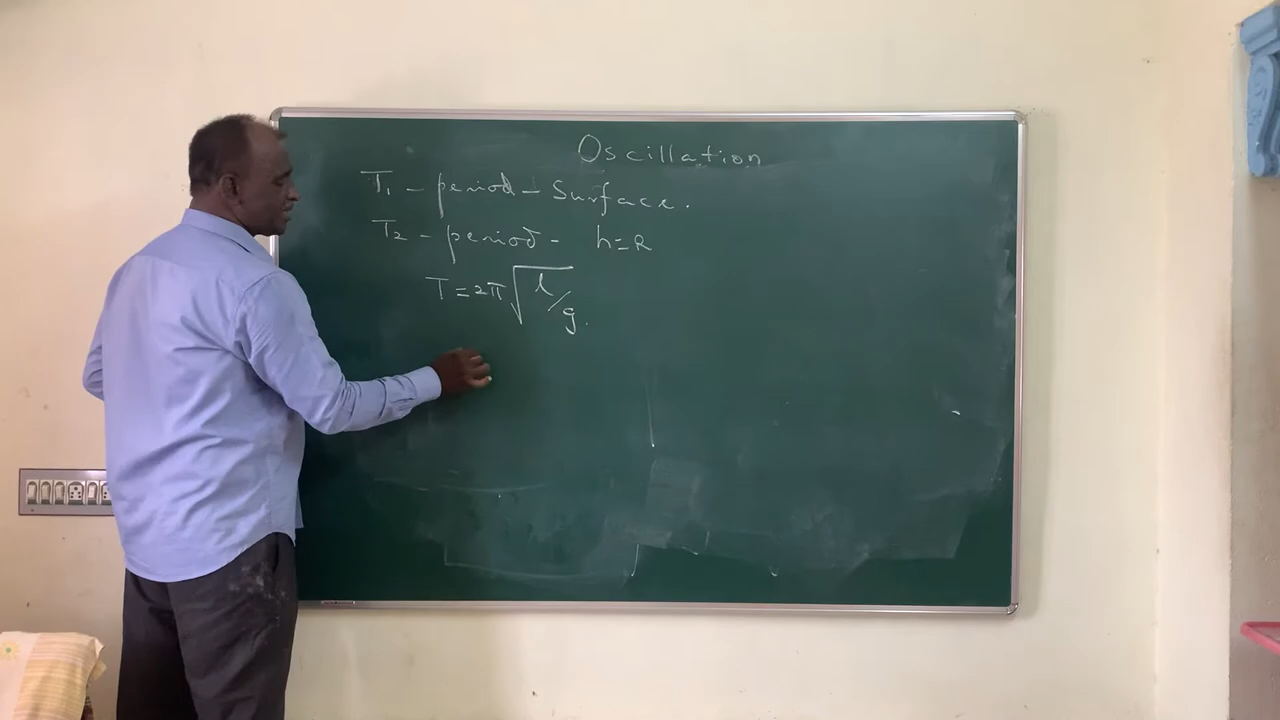 Oscillation
T₁ - period - Surface.
T₂ - period - h=R
T=2π√l/g.